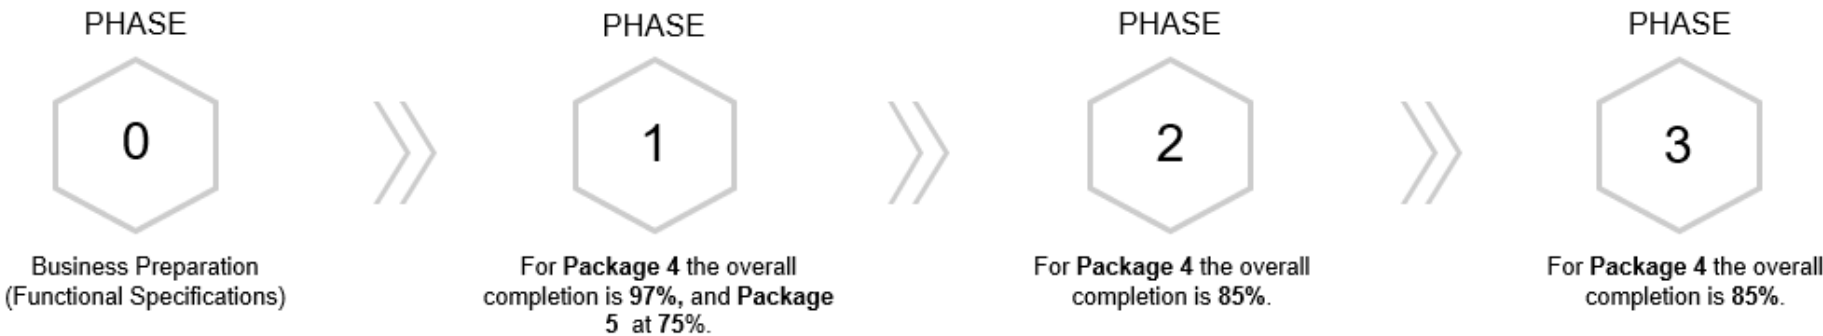 PHASE
0
Business Preparation
(Functional Specifications)
PHASE
1
For Package 4 the overall
completion is 97%, and Package
5 at 75%.
PHASE
2
For Package 4 the overall
completion is 85%.
PHASE
3
For Package 4 the overall
completion is 85%.